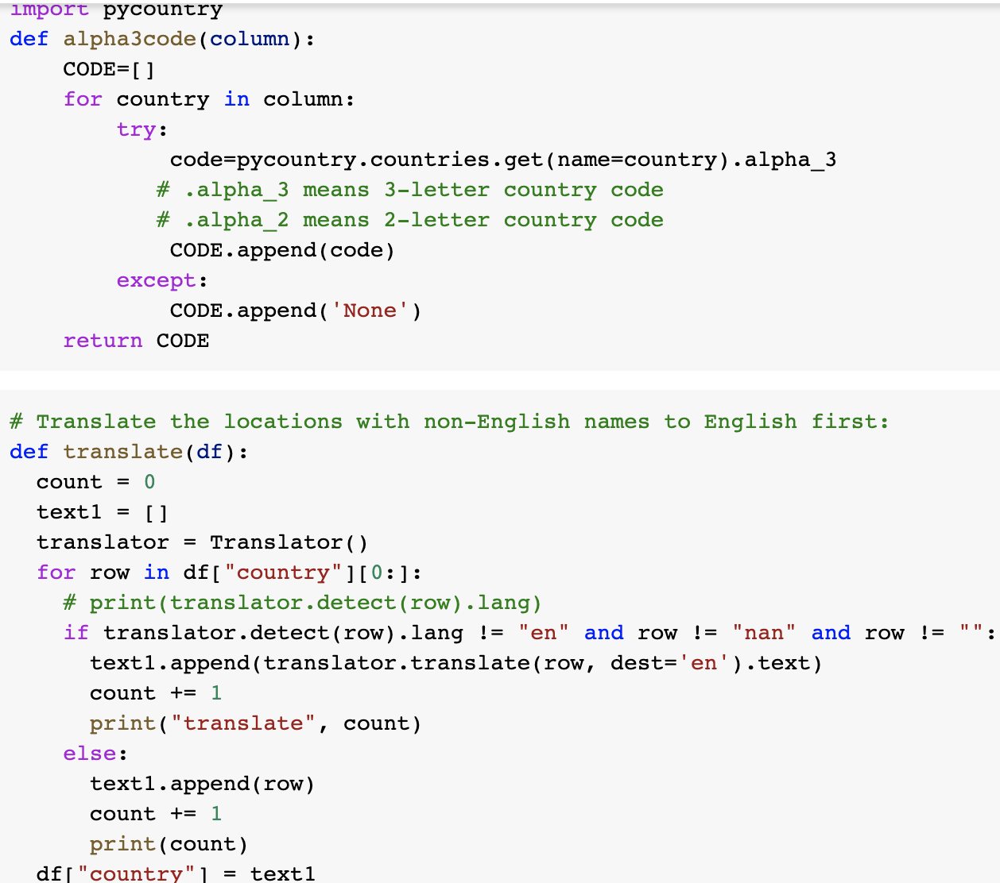 import pycountry
def alpha3code(column):
    CODE=[]
    for country in column:
        try:
            code=pycountry.countries.get(name=country).alpha_3
           # .alpha_3 means 3-letter country code
           # .alpha_2 means 2-letter country code
            CODE.append(code)
        except:
            CODE.append('None')
    return CODE
# Translate the locations with non-English names to English first:
def translate(df):
  count = 0
  text1 = []
  translator = Translator()
  for row in df["country"][0:]:
    # print(translator.detect(row).lang)
    if translator.detect(row).lang != "en" and row != "nan" and row != "":
      text1.append(translator.translate(row, dest='en').text)
      count += 1
      print("translate", count)
    else:
      text1.append(row)
      count += 1
      print(count)
  df["country"] = text1